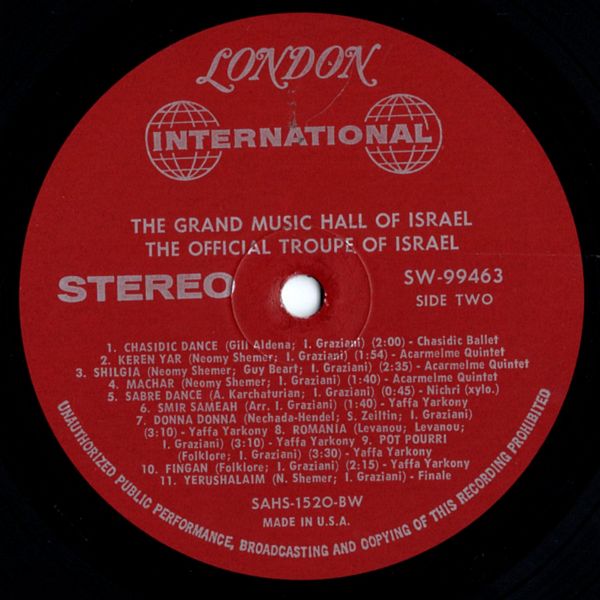 LONDON
INTERNATIONAL
THE GRAND MUSIC HALL OF ISRAEL
THE OFFICIAL TROUPE OF ISRAEL
STEREO
SW-99463
SIDE TWO
1. CHASIDIC DANCE (Gill Aldena; I. Graziani) (2:00) - Chasidic Ballet
2. KEREN YAR (Neomy Shemer; I. Graziani) (1:54) - Acarmelme Quintet
3. SHILGIA (Neomy Shemer; Guy Beart; I. Graziani) (2:35) - Acarmelme Quintet
4. MACHAR (Neomy Shemer; I. Graziani) (1:40) - Acarmelme Quintet
5. SABRE DANCE (A. Karchaturian; I. Graziani) (0:45) - Nichri (xylo.)
6. SMIR SAMEAH (Arr. I. Graziani) (1:40) - Yaffa Yarkony
7. DONNA DONNA (Nechada-Hendel; S. Zeiltin; I. Graziani)
(3:10) - Yaffa Yarkony 8. ROMANIA (Levanou; Levanou;
I. Graziani) (3:10) - Yaffa Yarkony 9. POT POURRI
(Folklore; I. Graziani) (3:30) - Yaffa Yarkony
10. FINGAN (Folklore; I. Graziani) (2:15) - Yaffa Yarkony
11. YERUSHALAIM (N. Shemer; I. Graziani) - Finale
SAHS-1520-BW
MADE IN U.S.A.
UNAUTHORIZED PUBLIC PERFORMANCE, BROADCASTING AND COPYING OF THIS RECORDING PROHIBITED